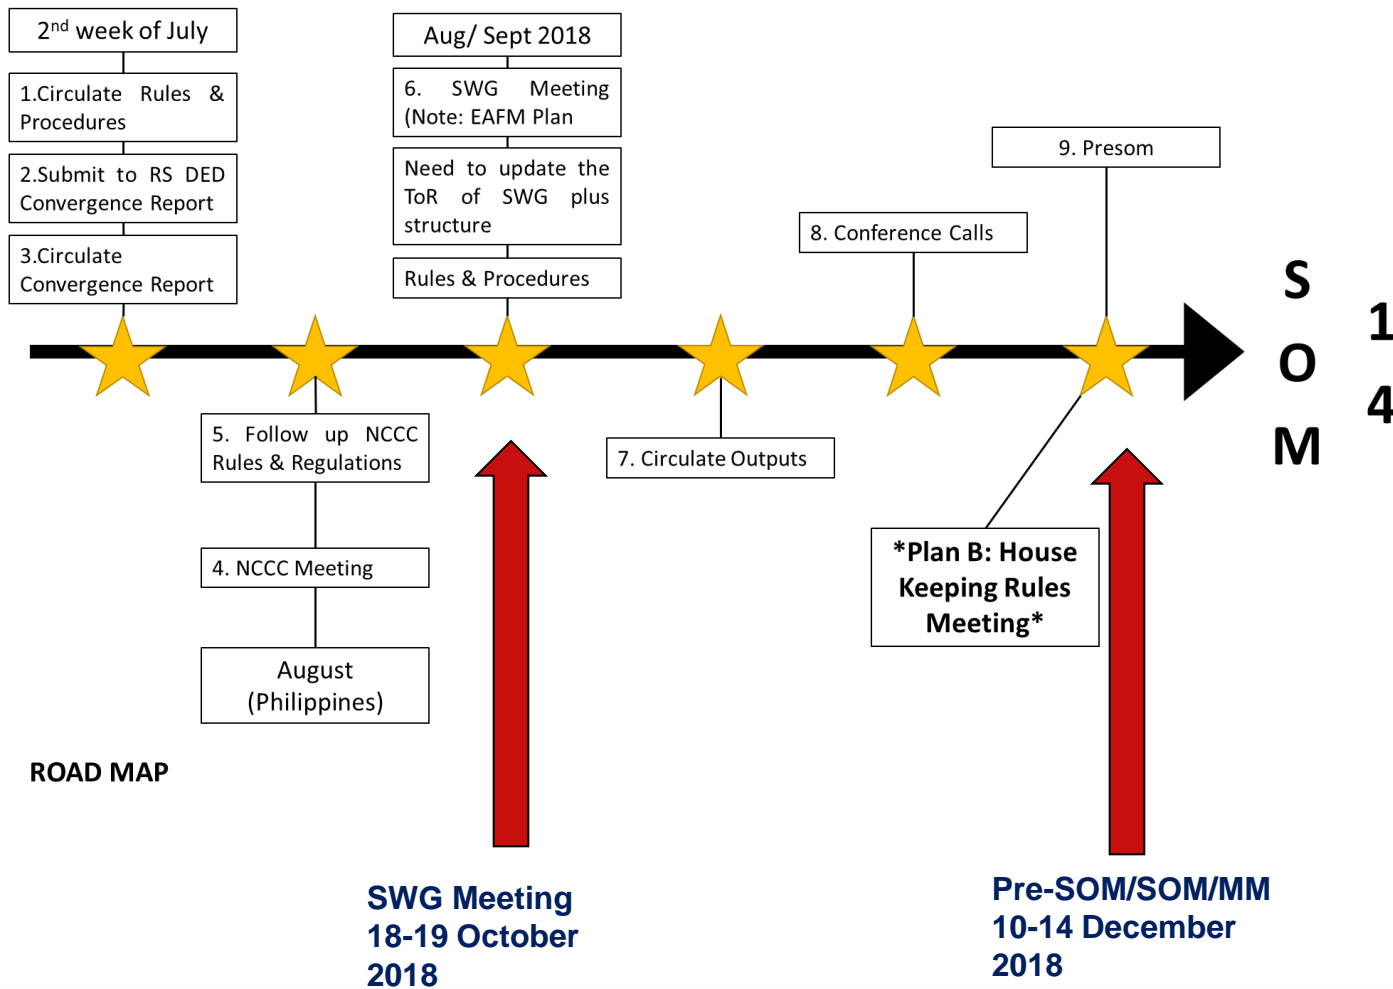 2nd week of July
1.Circulate Rules &
Procedures
2.Submit to RS DED
Convergence Report
3.Circulate
Convergence Report
Aug/ Sept 2018
6. SWG Meeting
(Note: EAFM Plan
Need to update the
ToR of SWG plus
structure
Rules & Procedures
9. Presom
8. Conference Calls
S
O
M
1
4
5. Follow up NCCC
Rules & Regulations
4. NCCC Meeting
August
(Philippines)
7. Circulate Outputs
*Plan B: House
Keeping Rules
Meeting*
ROAD MAP
SWG Meeting
18-19 October
2018
Pre-SOM/SOM/MM
10-14 December
2018